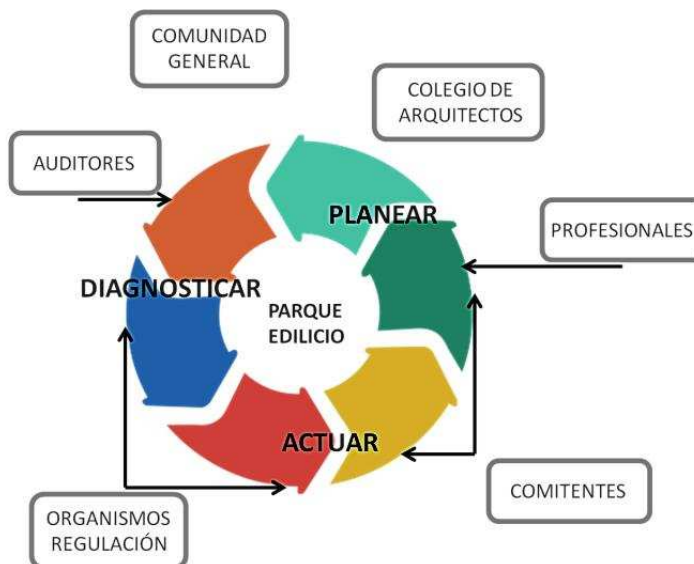 COMUNIDAD
GENERAL
COLEGIO DE
ARQUITECTOS
AUDITORES
PLANEAR
PROFESIONALES
DIAGNOSTICAR
PARQUE
EDILICIO
ACTUAR
COMITENTES
ORGANISMOS
REGULACIÓN